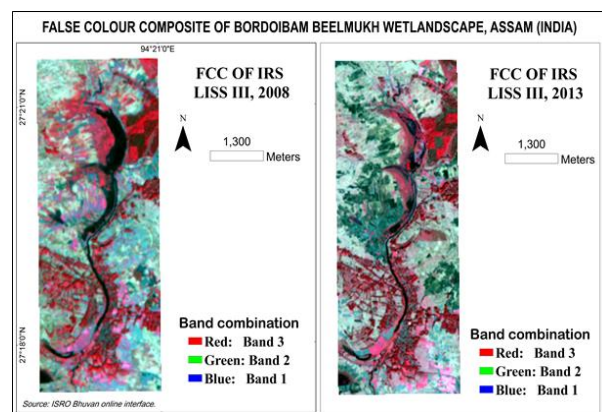 FALSE COLOUR COMPOSITE OF BORDOIBAM BEELMUKH WETLANDSCAPE, ASSAM (INDIA)
94°21'0"E
27°21'0"N
27°18'0"N
FCC OF IRS
LISS III, 2008
N
1,300
Meters
Band combination
Red: Band 3
Green: Band 2
Blue: Band 1
Source: ISRO Bhuvan online interface.
FCC OF IRS
LISS III, 2013
N
1,300
Meters
Band combination
Red: Band 3
Green: Band 2
Blue: Band 1